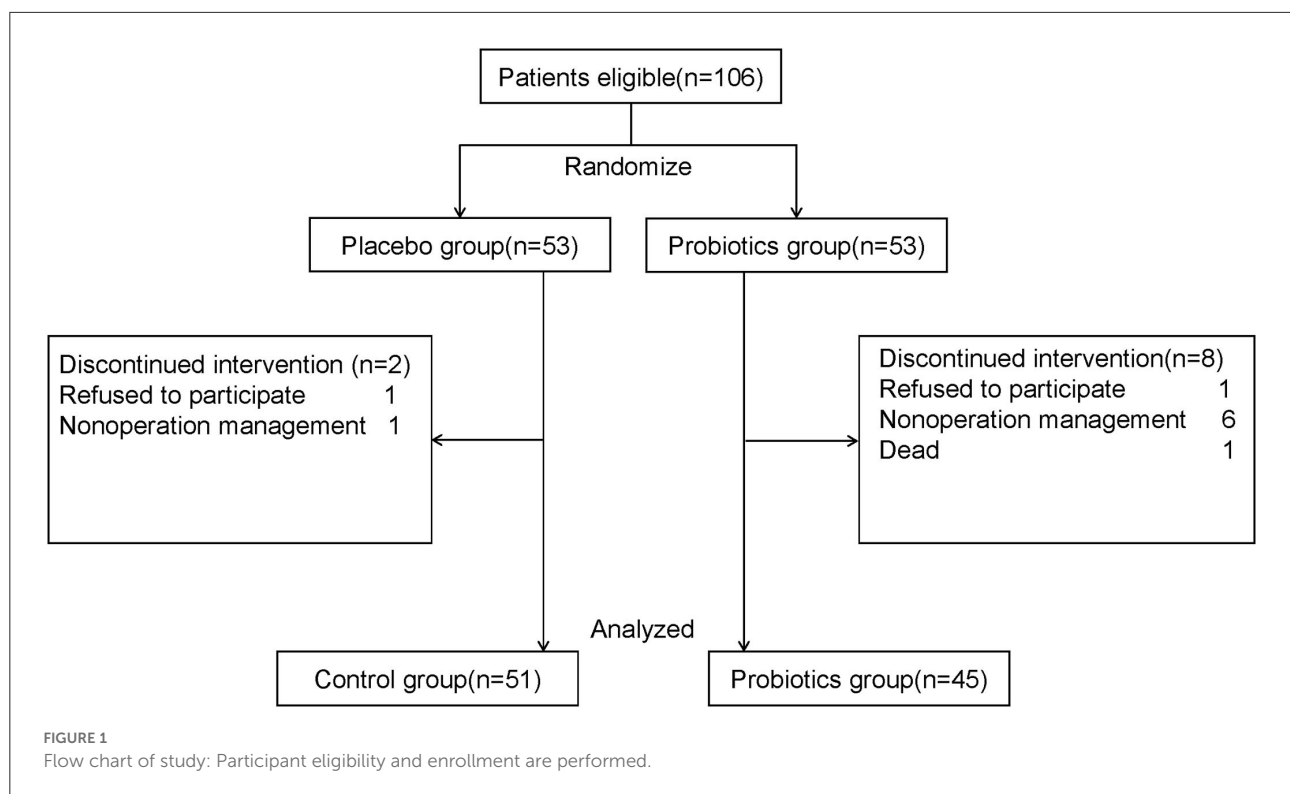 Patients eligible(n=106)
Randomize
Placebo group(n=53)
Probiotics group(n=53)
Discontinued intervention (n=2)
Refused to participate 1
Nonoperation management 1
Discontinued intervention(n=8)
Refused to participate 1
Nonoperation management 6
Dead 1
Analyzed
Control group(n=51)
Probiotics group(n=45)
FIGURE 1
Flow chart of study: Participant eligibility and enrollment are performed.